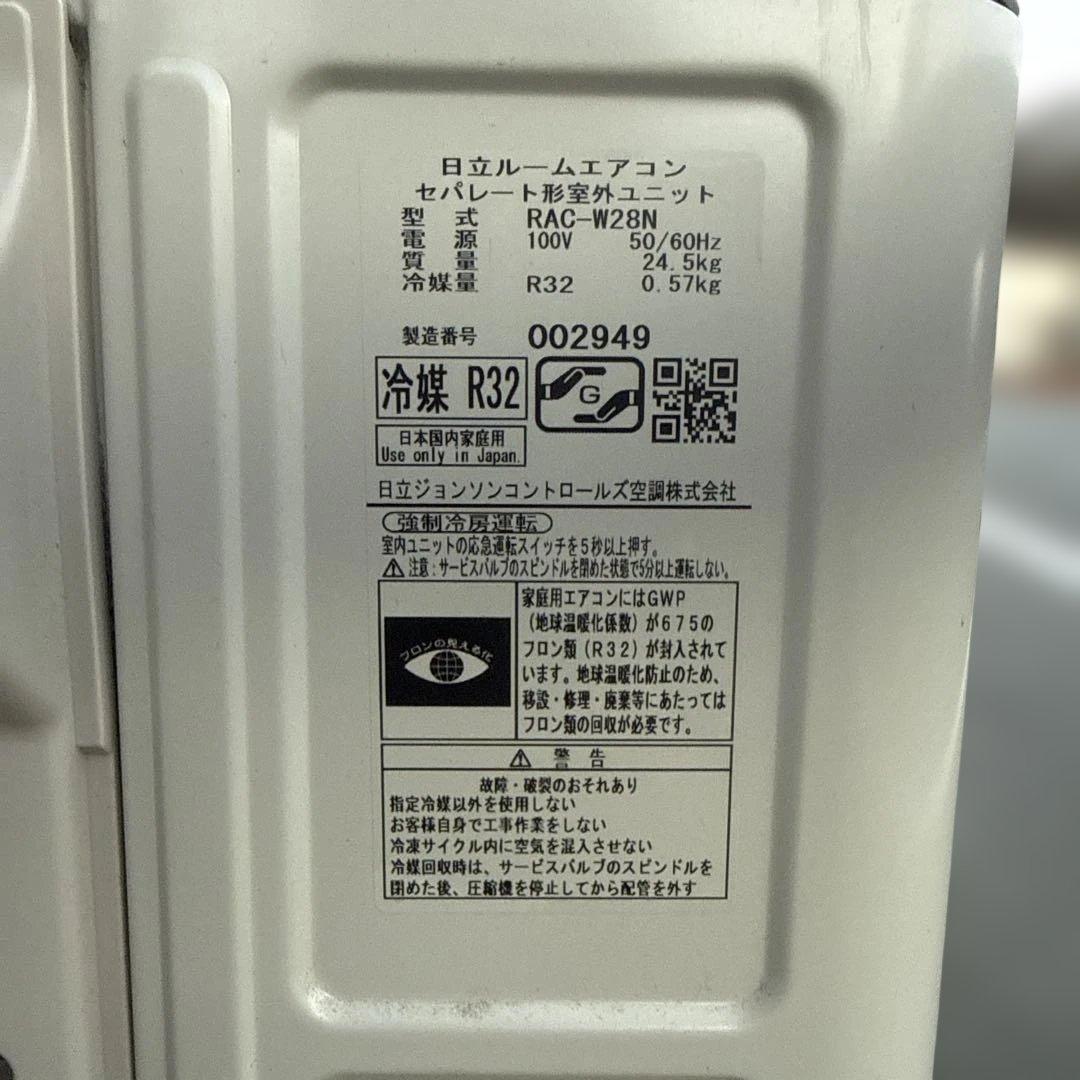 日立ルームエアコン
セパレート形室外ユニット
型 式 RAC-W28N
電 源 100V 50/60Hz
質 量 24.5kg
冷媒量 R32 0.57kg
製造番号 002949
冷媒 R32
G
日本国内家庭用
Use only in Japan.
日立ジョンソンコントロールズ空調株式会社
強制冷房運転
室内ユニットの応急運転スイッチを5秒以上押す。
⚠ 注意:サービスバルブのスピンドルを閉めた状態で5分以上運転しない。
フロンの見える化
家庭用エアコンにはGWP
(地球温暖化係数)が675の
フロン類(R32)が封入されて
います。地球温暖化防止のため、
移設・修理・廃棄等にあたっては
フロン類の回収が必要です。
⚠ 警 告
故障・破裂のおそれあり
指定冷媒以外を使用しない
お客様自身で工事作業をしない
冷凍サイクル内に空気を混入させない
冷媒回収時は、サービスバルブのスピンドルを
閉めた後、圧縮機を停止してから配管を外す